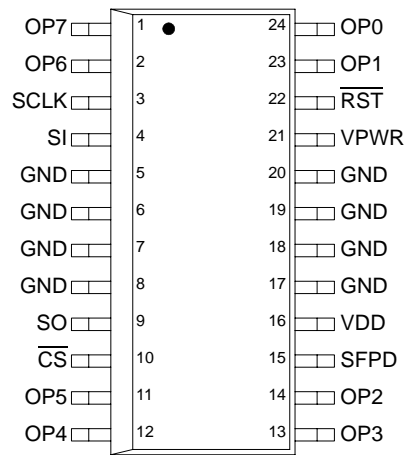 OP7 1 24 OP0
OP6 2 23 OP1
SCLK 3 22 R̅S̅T̅
SI 4 21 VPWR
GND 5 20 GND
GND 6 19 GND
GND 7 18 GND
GND 8 17 GND
SO 9 16 VDD
C̅S̅ 10 15 SFPD
OP5 11 14 OP2
OP4 12 13 OP3